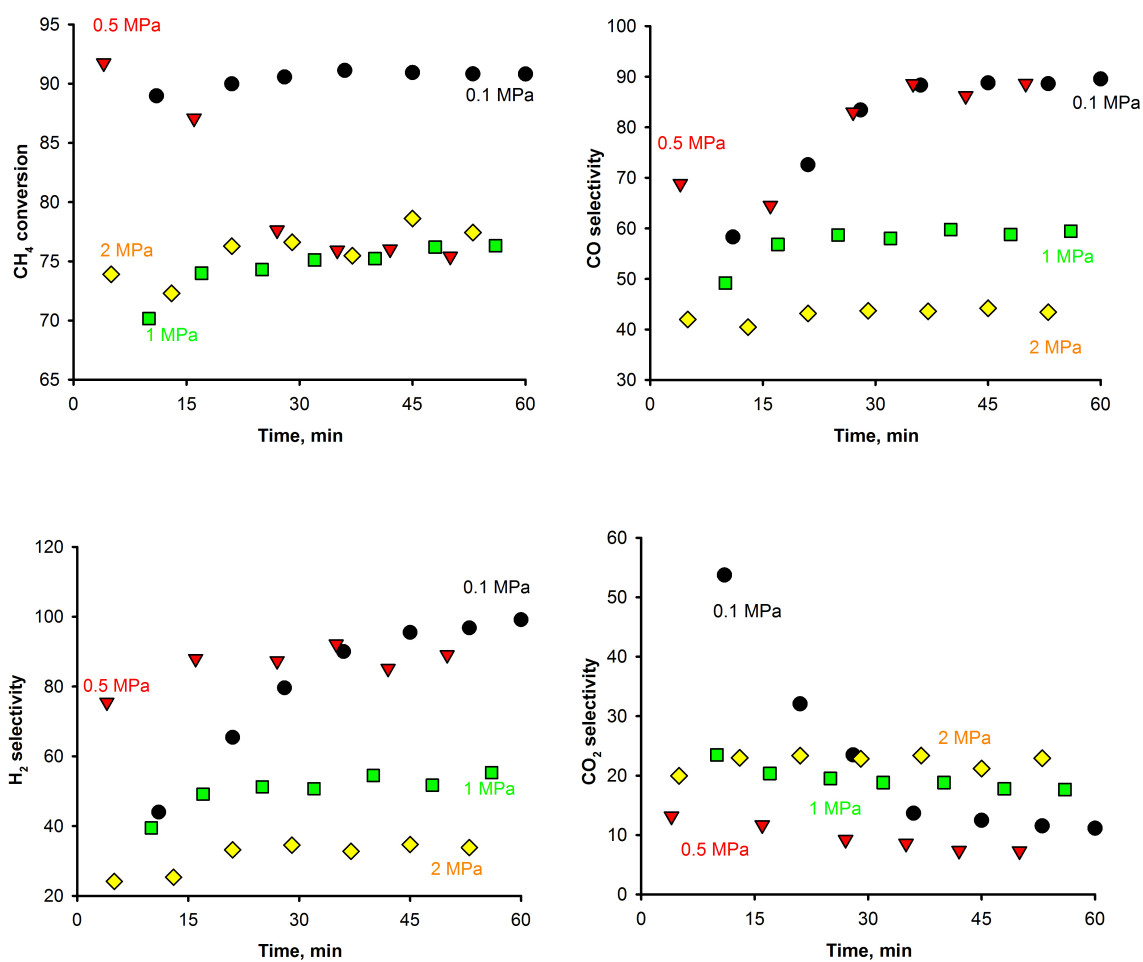 CH4 conversion
95
90
85
80
75
70
65
0 15 30 45 60
Time, min
0.5 MPa
0.1 MPa
2 MPa
1 MPa
CO selectivity
100
90
80
70
60
50
40
30
0 15 30 45 60
Time, min
0.5 MPa
0.1 MPa
1 MPa
2 MPa
H2 selectivity
120
100
80
60
40
20
0 15 30 45 60
Time, min
0.1 MPa
0.5 MPa
1 MPa
2 MPa
CO2 selectivity
60
50
40
30
20
10
0
0 15 30 45 60
Time, min
0.1 MPa
2 MPa
1 MPa
0.5 MPa